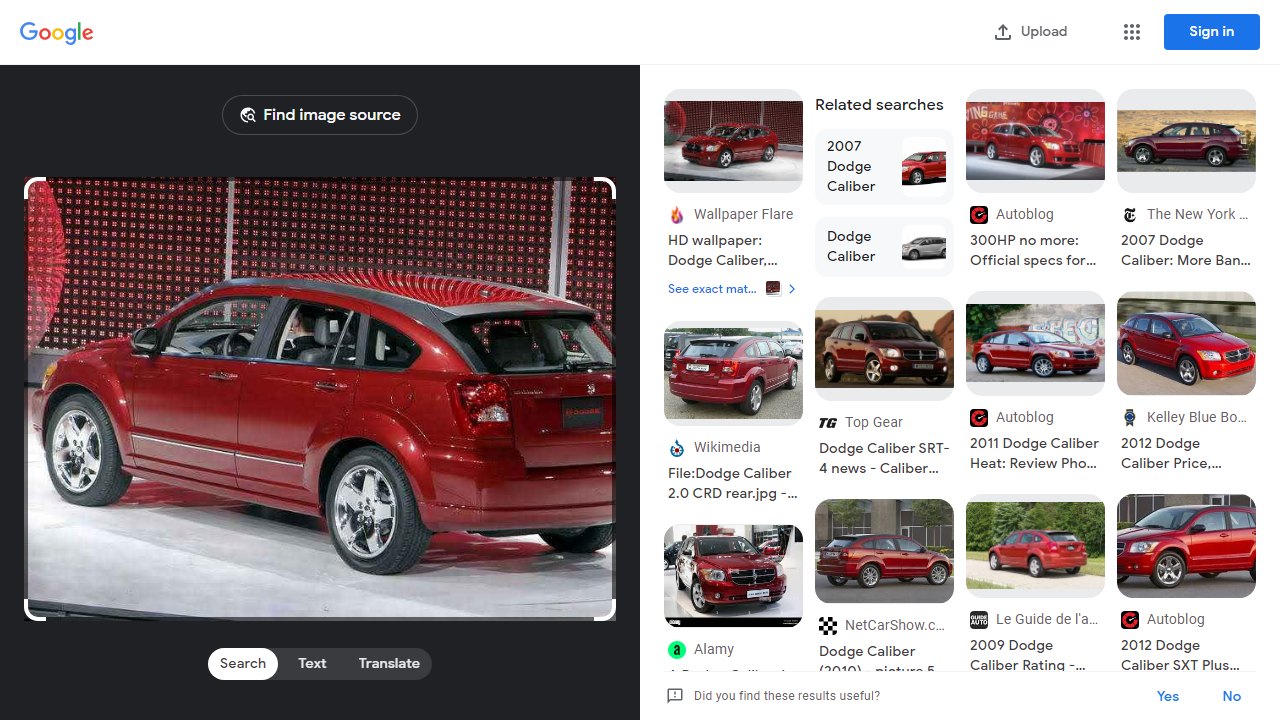 Google
Upload
Sign in
Find image source
Search
Text
Translate
Wallpaper Flare
HD wallpaper:
Dodge Caliber,...
See exact mat...
Wikimedia
File:Dodge Caliber
2.0 CRD rear.jpg -...
Alamy
Related searches
2007
Dodge
Caliber
Dodge
Caliber
TG
Top Gear
Dodge Caliber SRT-
4 news - Caliber...
NetCarShow.c...
Dodge Caliber
(2010) - picture 5
Autoblog
300HP no more:
Official specs for...
Autoblog
2011 Dodge Caliber
Heat: Review Pho...
GUIDE
AUTO
Le Guide de l'a...
2009 Dodge
Caliber Rating -...
The New York ...
2007 Dodge
Caliber: More Ban...
Kelley Blue Bo...
2012 Dodge
Caliber Price,...
Autoblog
2012 Dodge
Caliber SXT Plus...
Did you find these results useful?
Yes
No